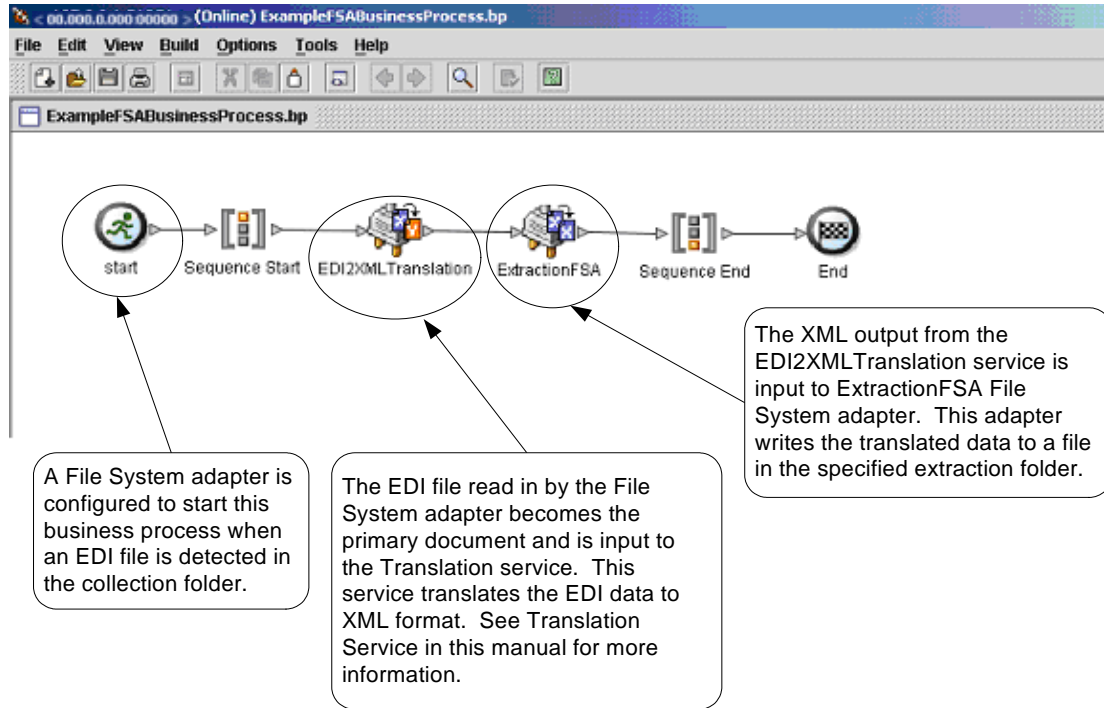 < 00.000.0.000 00000 > (Online) ExampleFSABusinessProcess.bp
File Edit View Build Options Tools Help
ExampleFSABusinessProcess.bp
start
Sequence Start
EDI2XMLTranslation
ExtractionFSA
Sequence End
End
The XML output from the
EDI2XMLTranslation service is
input to ExtractionFSA File
System adapter. This adapter
writes the translated data to a file
in the specified extraction folder.
A File System adapter is
configured to start this
business process when
an EDI file is detected in
the collection folder.
The EDI file read in by the File
System adapter becomes the
primary document and is input to
the Translation service. This
service translates the EDI data to
XML format. See Translation
Service in this manual for more
information.